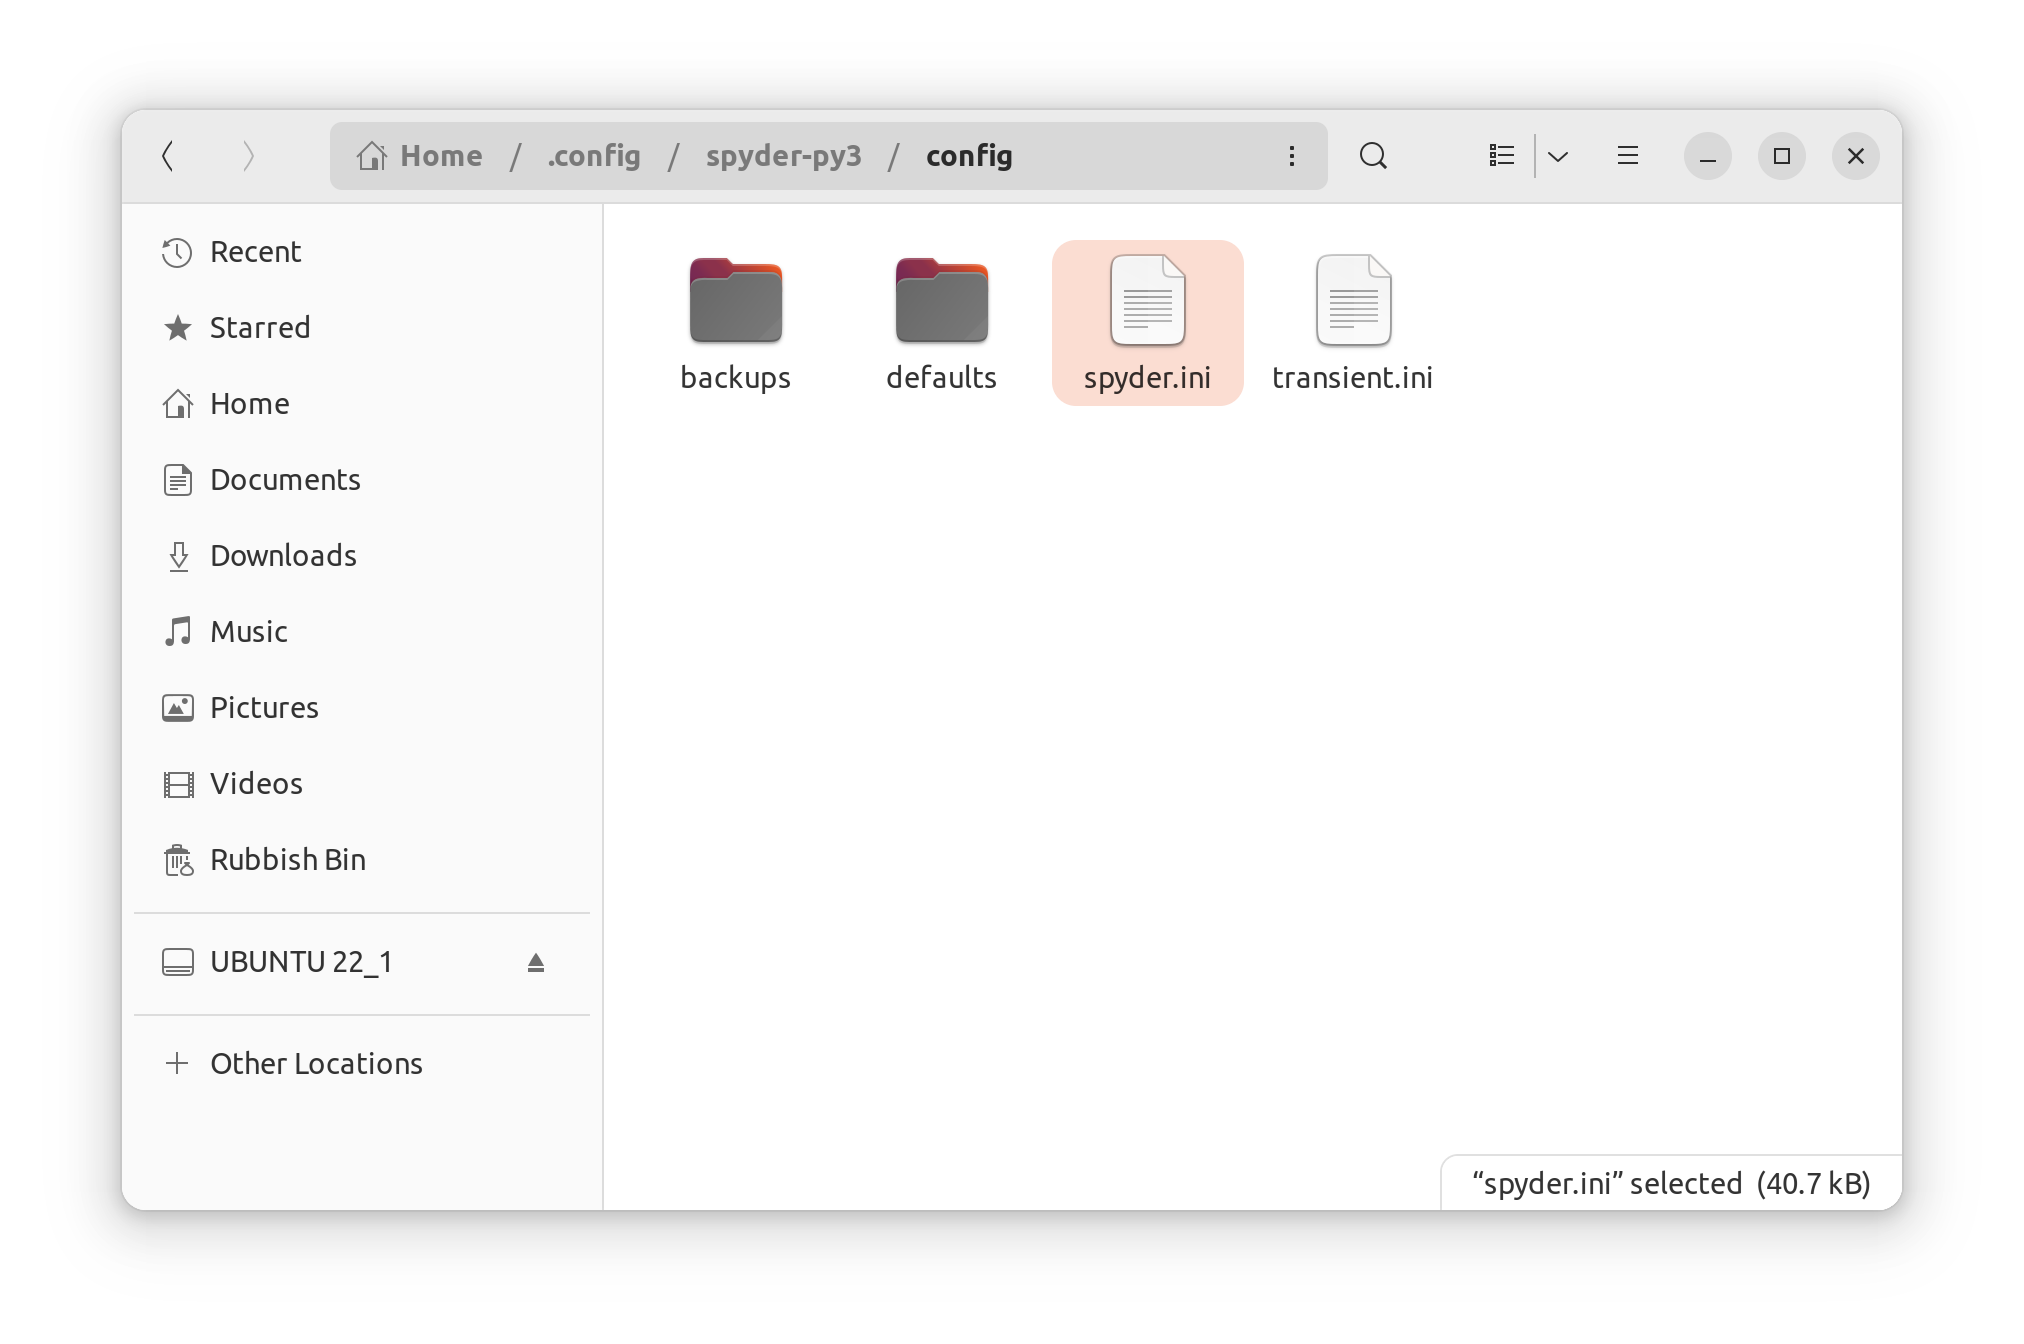 Home / .config / spyder-py3 / config
Recent
Starred
Home
Documents
Downloads
Music
Pictures
Videos
Rubbish Bin
UBUNTU 22_1
Other Locations
backups
defaults
spyder.ini
transient.ini
“spyder.ini” selected (40.7 kB)